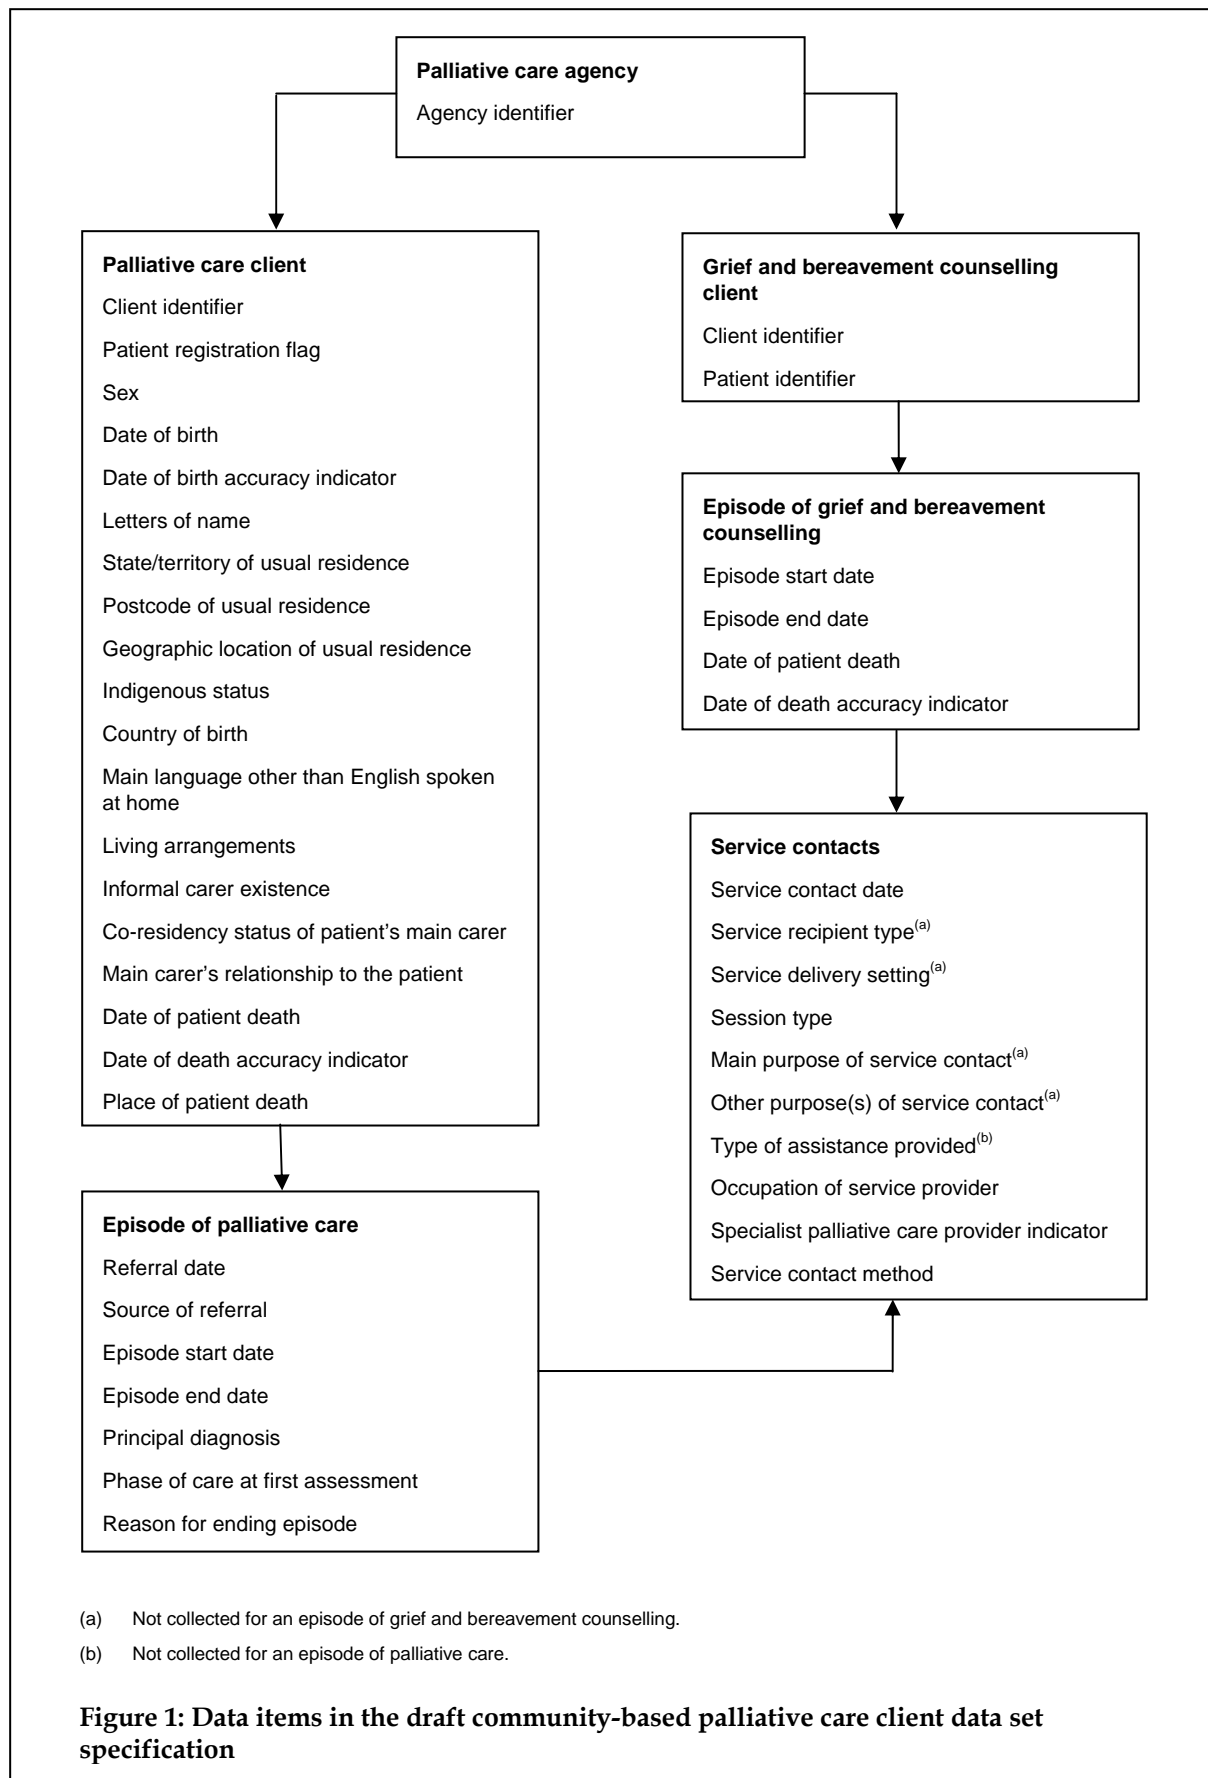 Palliative care agency
Agency identifier
Palliative care client
Client identifier
Patient registration flag
Sex
Date of birth
Date of birth accuracy indicator
Letters of name
State/territory of usual residence
Postcode of usual residence
Geographic location of usual residence
Indigenous status
Country of birth
Main language other than English spoken
at home
Living arrangements
Informal carer existence
Co-residency status of patient's main carer
Main carer's relationship to the patient
Date of patient death
Date of death accuracy indicator
Place of patient death
Episode of palliative care
Referral date
Source of referral
Episode start date
Episode end date
Principal diagnosis
Phase of care at first assessment
Reason for ending episode
Grief and bereavement counselling
client
Client identifier
Patient identifier
Episode of grief and bereavement
counselling
Episode start date
Episode end date
Date of patient death
Date of death accuracy indicator
Service contacts
Service contact date
Service recipient type(a)
Service delivery setting(a)
Session type
Main purpose of service contact(a)
Other purpose(s) of service contact(a)
Type of assistance provided(b)
Occupation of service provider
Specialist palliative care provider indicator
Service contact method
(a) Not collected for an episode of grief and bereavement counselling.
(b) Not collected for an episode of palliative care.
Figure 1: Data items in the draft community-based palliative care client data set
specification